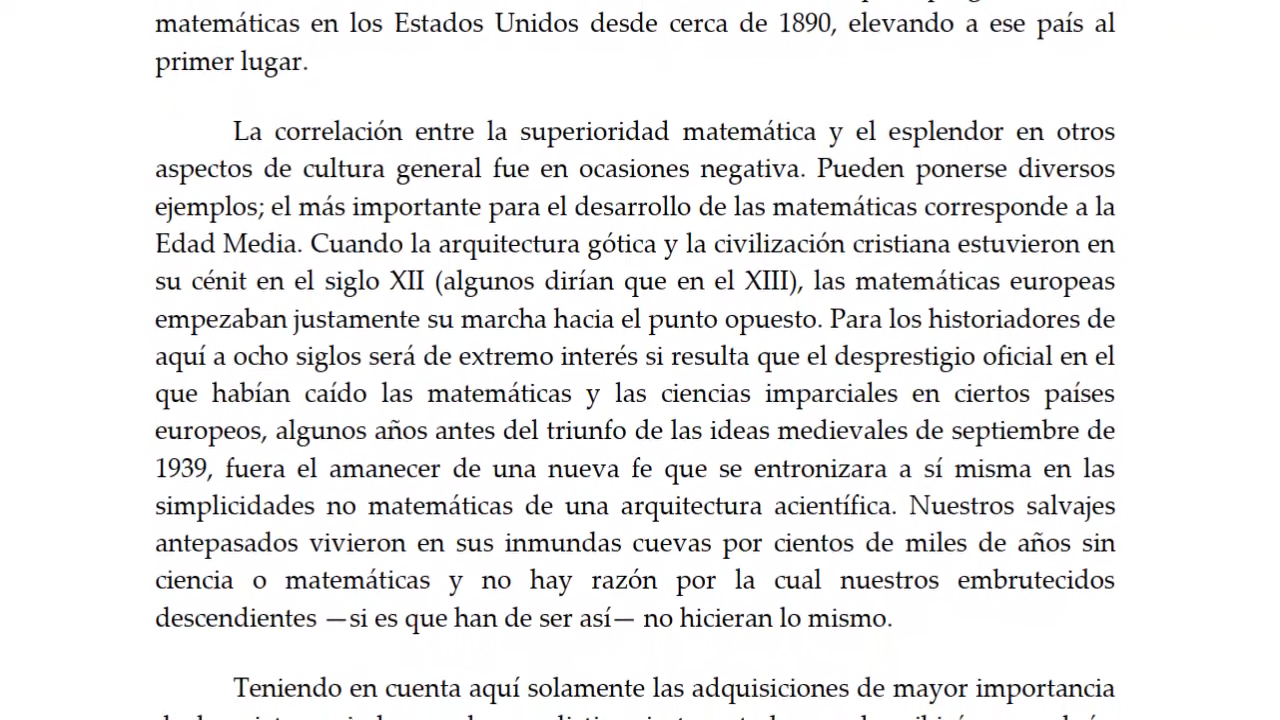 matemáticas en los Estados Unidos desde cerca de 1890, elevando a ese país al
primer lugar.
La correlación entre la superioridad matemática y el esplendor en otros
aspectos de cultura general fue en ocasiones negativa. Pueden ponerse diversos
ejemplos; el más importante para el desarrollo de las matemáticas corresponde a la
Edad Media. Cuando la arquitectura gótica y la civilización cristiana estuvieron en
su cénit en el siglo XII (algunos dirían que en el XIII), las matemáticas europeas
empezaban justamente su marcha hacia el punto opuesto. Para los historiadores de
aquí a ocho siglos será de extremo interés si resulta que el desprestigio oficial en el
que habían caído las matemáticas y las ciencias imparciales en ciertos países
europeos, algunos años antes del triunfo de las ideas medievales de septiembre de
1939, fuera el amanecer de una nueva fe que se entronizara a sí misma en las
simplicidades no matemáticas de una arquitectura acientífica. Nuestros salvajes
antepasados vivieron en sus inmundas cuevas por cientos de miles de años sin
ciencia o matemáticas y no hay razón por la cual nuestros embrutecidos
descendientes —si es que han de ser así— no hicieran lo mismo.
Teniendo en cuenta aquí solamente las adquisiciones de mayor importancia